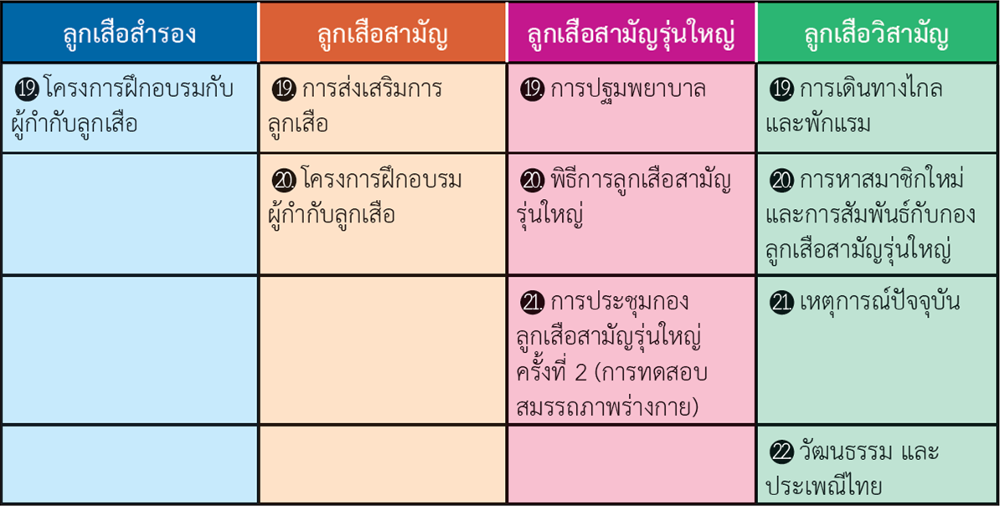 ลูกเสือสำรอง
ลูกเสือสามัญ
ลูกเสือสามัญรุ่นใหญ่
ลูกเสือวิสามัญ
19. โครงการฝึกอบรมกับ
ผู้กำกับลูกเสือ
19. การส่งเสริมการ
ลูกเสือ
19. การปฐมพยาบาล
19. การเดินทางไกล
และพักแรม
20. โครงการฝึกอบรม
ผู้กำกับลูกเสือ
20. พิธีการลูกเสือสามัญ
รุ่นใหญ่
20. การหาสมาชิกใหม่
และการสัมพันธ์กับกอง
ลูกเสือสามัญรุ่นใหญ่
21. การประชุมกอง
ลูกเสือสามัญรุ่นใหญ่
ครั้งที่ 2 (การทดสอบ
สมรรถภาพร่างกาย)
21. เหตุการณ์ปัจจุบัน
22. วัฒนธรรม และ
ประเพณีไทย